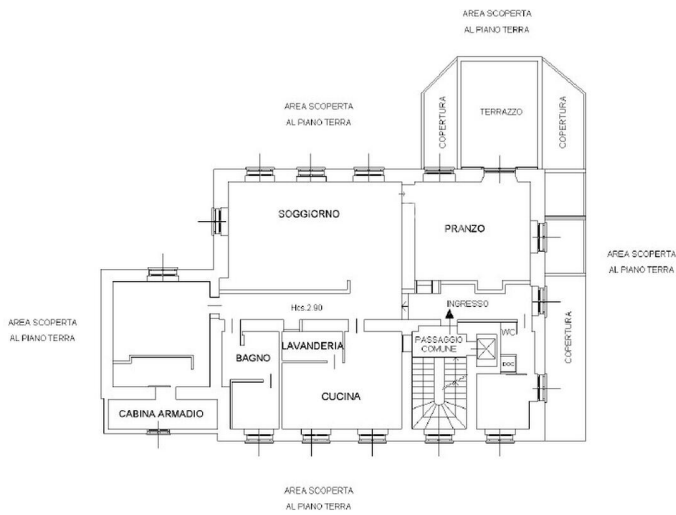 AREA SCOPERTA
AL PIANO TERRA
AREA SCOPERTA
AL PIANO TERRA
COPERTURA
TERRAZZO
COPERTURA
SOGGIORNO
PRANZO
AREA SCOPERTA
AL PIANO TERRA
Hcs.2.90
INGRESSO
AREA SCOPERTA
AL PIANO TERRA
COPERTURA
WC
PASSAGGIO
COMUNE
BAGNO
LAVANDERIA
CUCINA
CABINA ARMADIO
AREA SCOPERTA
AL PIANO TERRA